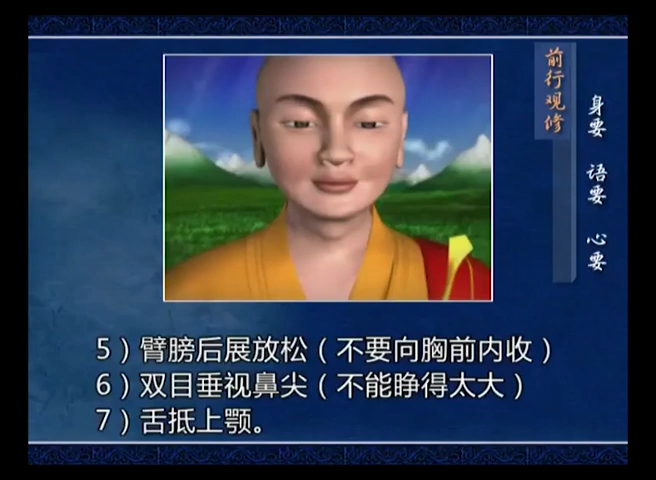 前行观修
身要 语要 心要
5）臂膀后展放松（不要向胸前内收）
6）双目垂视鼻尖（不能睁得太大）
7）舌抵上颚。